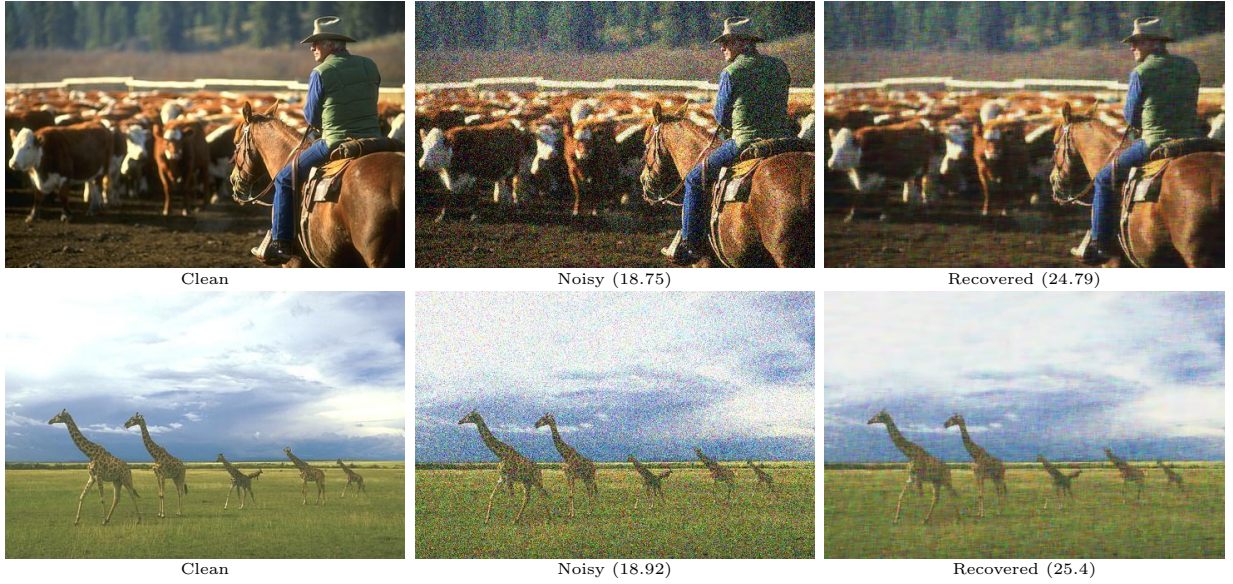 Clean
Noisy (18.75)
Recovered (24.79)
Clean
Noisy (18.92)
Recovered (25.4)